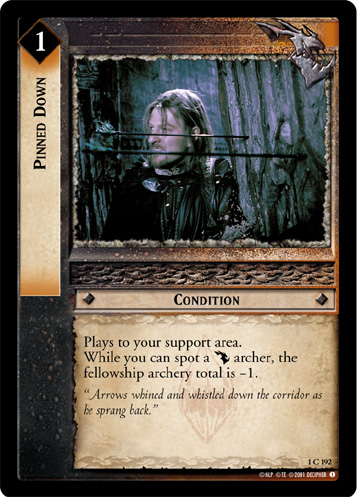 1
PINNED DOWN
CONDITION
Plays to your support area.
While you can spot a archer, the
fellowship archery total is –1.
“Arrows whined and whistled down the corridor as
he sprang back.”
1 C 192
©NLP ™TE ©2001 DECIPHER